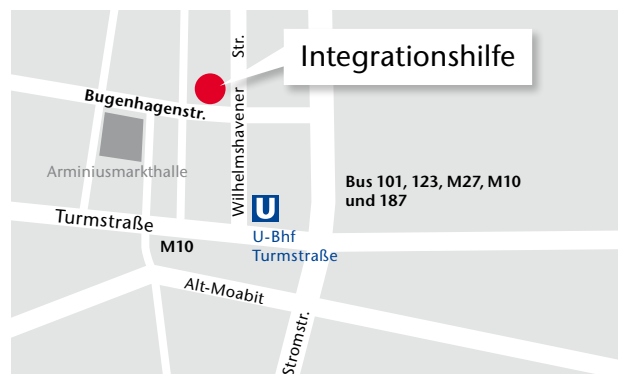 Integrationshilfe
Wilhelmshavener Str.
Bugenhagenstr.
Arminiusmarkthalle
Bus 101, 123, M27, M10
und 187
Turmstraße
M10
U
U-Bhf
Turmstraße
Alt-Moabit
Stromstr.